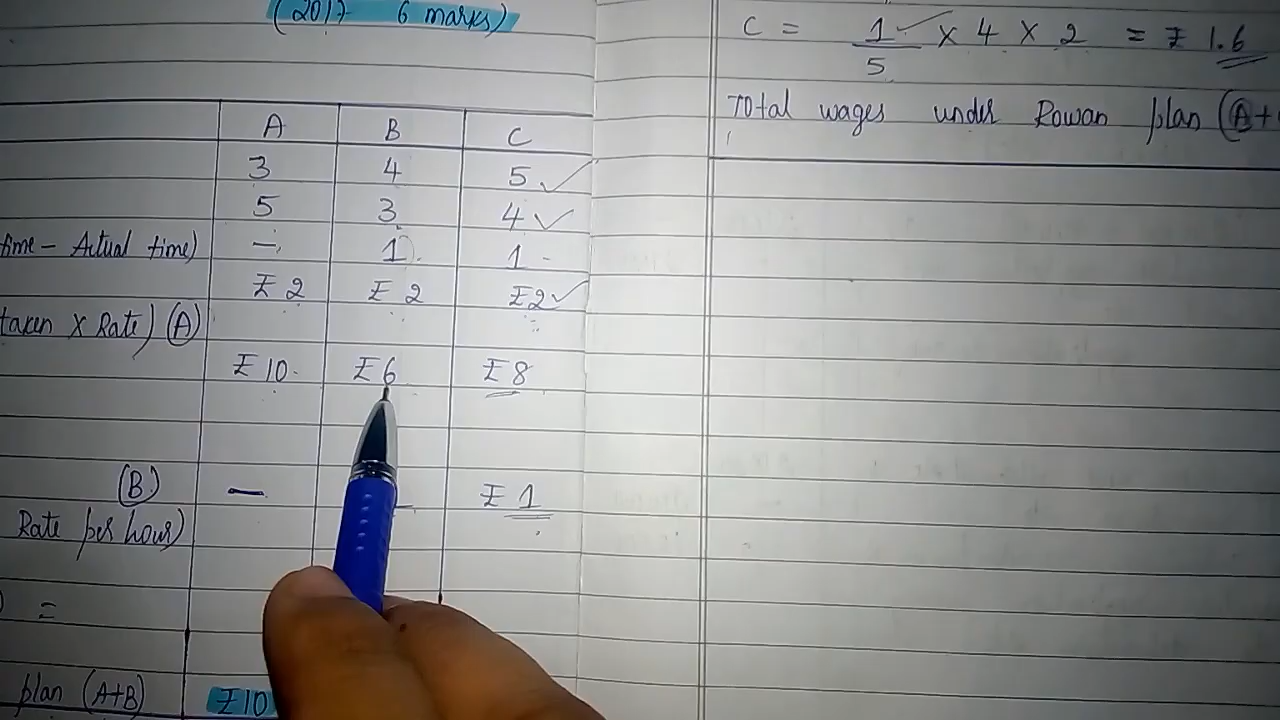 (2017 6 marks)
A B C
3 4 5 ✓
5 3 4 ✓
time - Actual time) - 1 1
₹2 ₹2 ₹2 ✓
taken X Rate) (A)
₹10 ₹6 ₹8
(B) - ₹1
Rate per hour)
) =
plan (A+B) ₹10
C = 1/5 ✓ X 4 X 2 = ₹1.6
Total wages under Rowan plan (A+